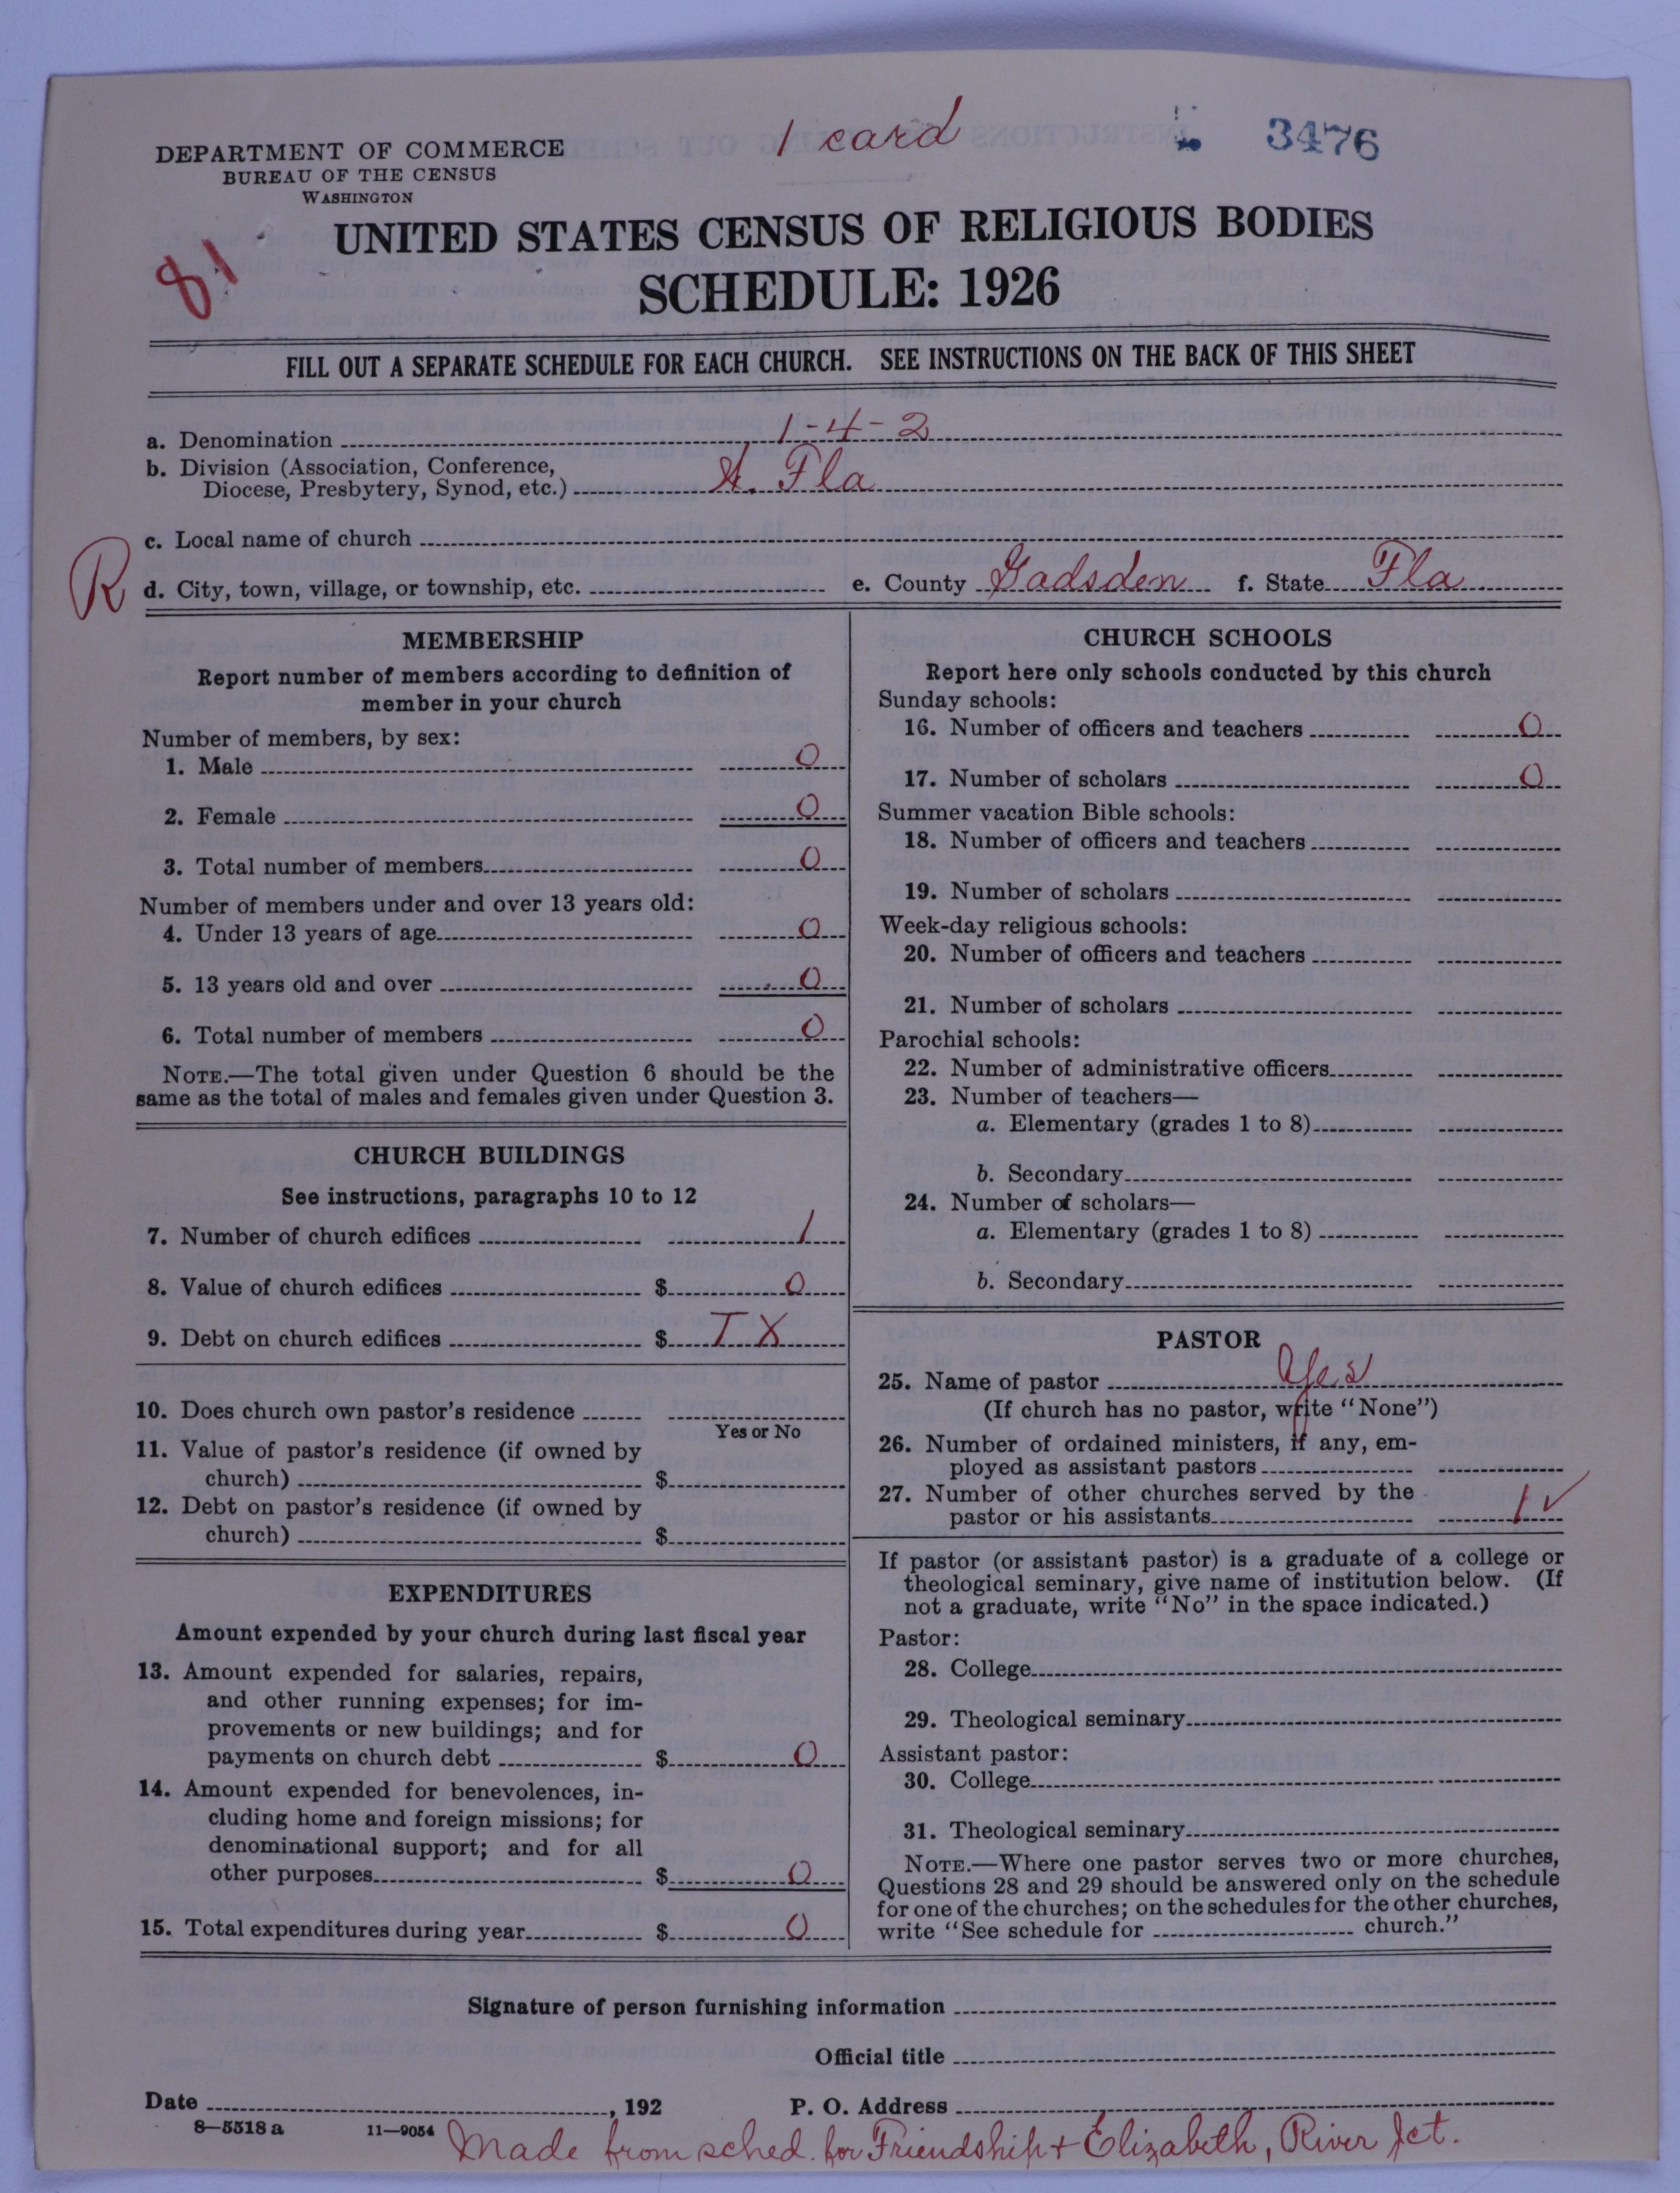 1 card
3476
DEPARTMENT OF COMMERCE
BUREAU OF THE CENSUS
WASHINGTON
81
UNITED STATES CENSUS OF RELIGIOUS BODIES
SCHEDULE: 1926
FILL OUT A SEPARATE SCHEDULE FOR EACH CHURCH. SEE INSTRUCTIONS ON THE BACK OF THIS SHEET
a. Denomination 1-4-2
b. Division (Association, Conference,
Diocese, Presbytery, Synod, etc.) Fla
c. Local name of church
R
d. City, town, village, or township, etc. e. County Gadsden f. State Fla
MEMBERSHIP
Report number of members according to definition of
member in your church
Number of members, by sex:
1. Male 0
2. Female 0
3. Total number of members 0
Number of members under and over 13 years old:
4. Under 13 years of age 0
5. 13 years old and over 0
6. Total number of members 0
NOTE.—The total given under Question 6 should be the
same as the total of males and females given under Question 3.
CHURCH BUILDINGS
See instructions, paragraphs 10 to 12
7. Number of church edifices 1
8. Value of church edifices $ 0
9. Debt on church edifices $ T X
10. Does church own pastor's residence
Yes or No
11. Value of pastor's residence (if owned by
church) $
12. Debt on pastor's residence (if owned by
church) $
EXPENDITURES
Amount expended by your church during last fiscal year
13. Amount expended for salaries, repairs,
and other running expenses; for im-
provements or new buildings; and for
payments on church debt $ 0
14. Amount expended for benevolences, in-
cluding home and foreign missions; for
denominational support; and for all
other purposes $ 0
15. Total expenditures during year $ 0
CHURCH SCHOOLS
Report here only schools conducted by this church
Sunday schools:
16. Number of officers and teachers 0
17. Number of scholars 0
Summer vacation Bible schools:
18. Number of officers and teachers
19. Number of scholars
Week-day religious schools:
20. Number of officers and teachers
21. Number of scholars
Parochial schools:
22. Number of administrative officers
23. Number of teachers—
a. Elementary (grades 1 to 8)
b. Secondary
24. Number of scholars—
a. Elementary (grades 1 to 8)
b. Secondary
PASTOR
25. Name of pastor yes
(If church has no pastor, write "None")
26. Number of ordained ministers, if any, em-
ployed as assistant pastors
27. Number of other churches served by the
pastor or his assistants 1 ✓
If pastor (or assistant pastor) is a graduate of a college or
theological seminary, give name of institution below. (If
not a graduate, write "No" in the space indicated.)
Pastor:
28. College
29. Theological seminary
Assistant pastor:
30. College
31. Theological seminary
NOTE.—Where one pastor serves two or more churches,
Questions 28 and 29 should be answered only on the schedule
for one of the churches; on the schedules for the other churches,
write "See schedule for church."
Signature of person furnishing information
Official title
Date , 192 P. O. Address
8—5518 a 11—9054
Made from sched. for Friendship + Elizabeth, River Jct.